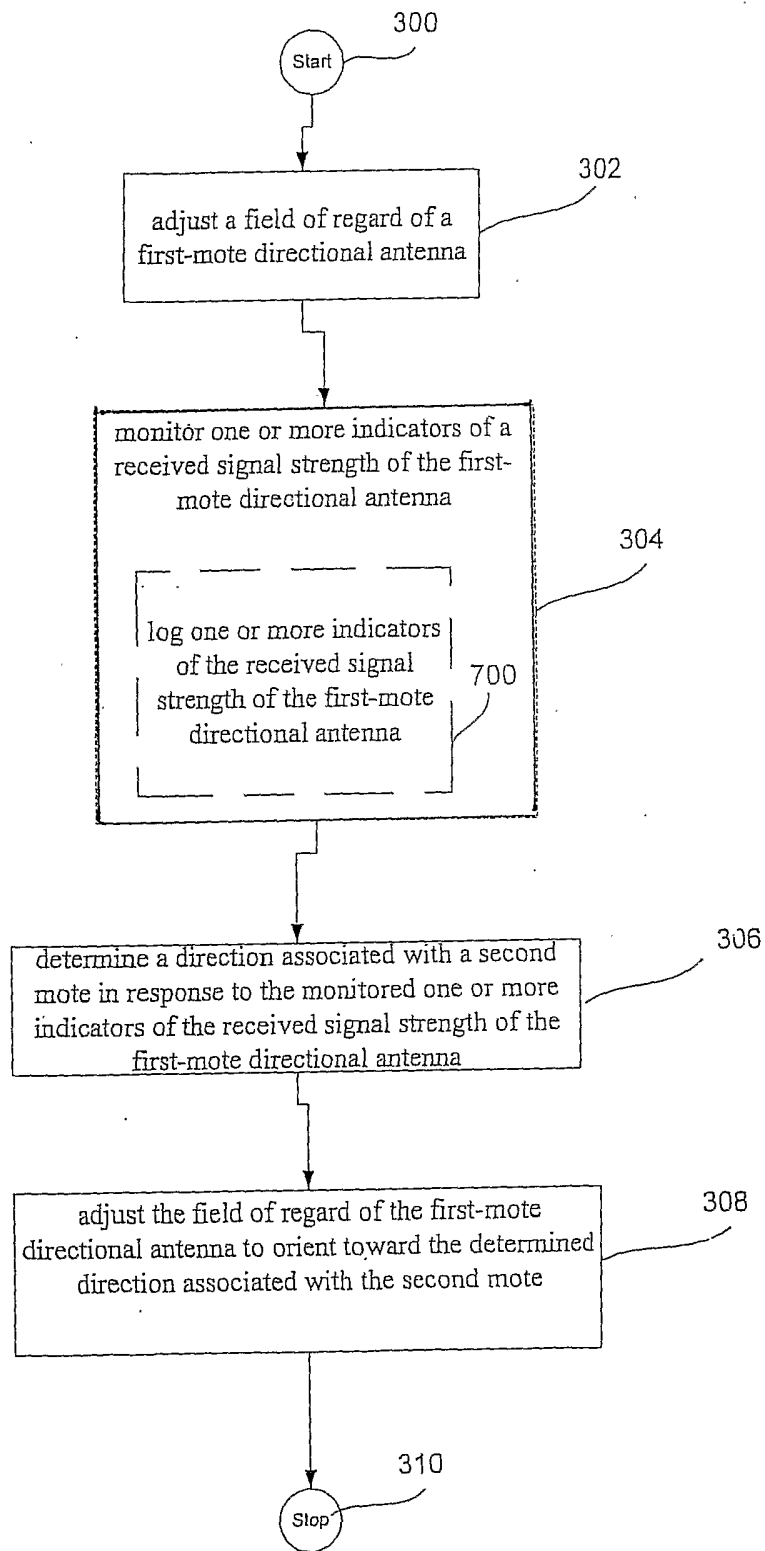 300
Start
302
adjust a field of regard of a
first-mote directional antenna
monitor one or more indicators of a
received signal strength of the first-
mote directional antenna
304
log one or more indicators
of the received signal
strength of the first-mote
directional antenna
700
306
determine a direction associated with a second
mote in response to the monitored one or more
indicators of the received signal strength of the
first-mote directional antenna
308
adjust the field of regard of the first-mote
directional antenna to orient toward the determined
direction associated with the second mote
310
Stop